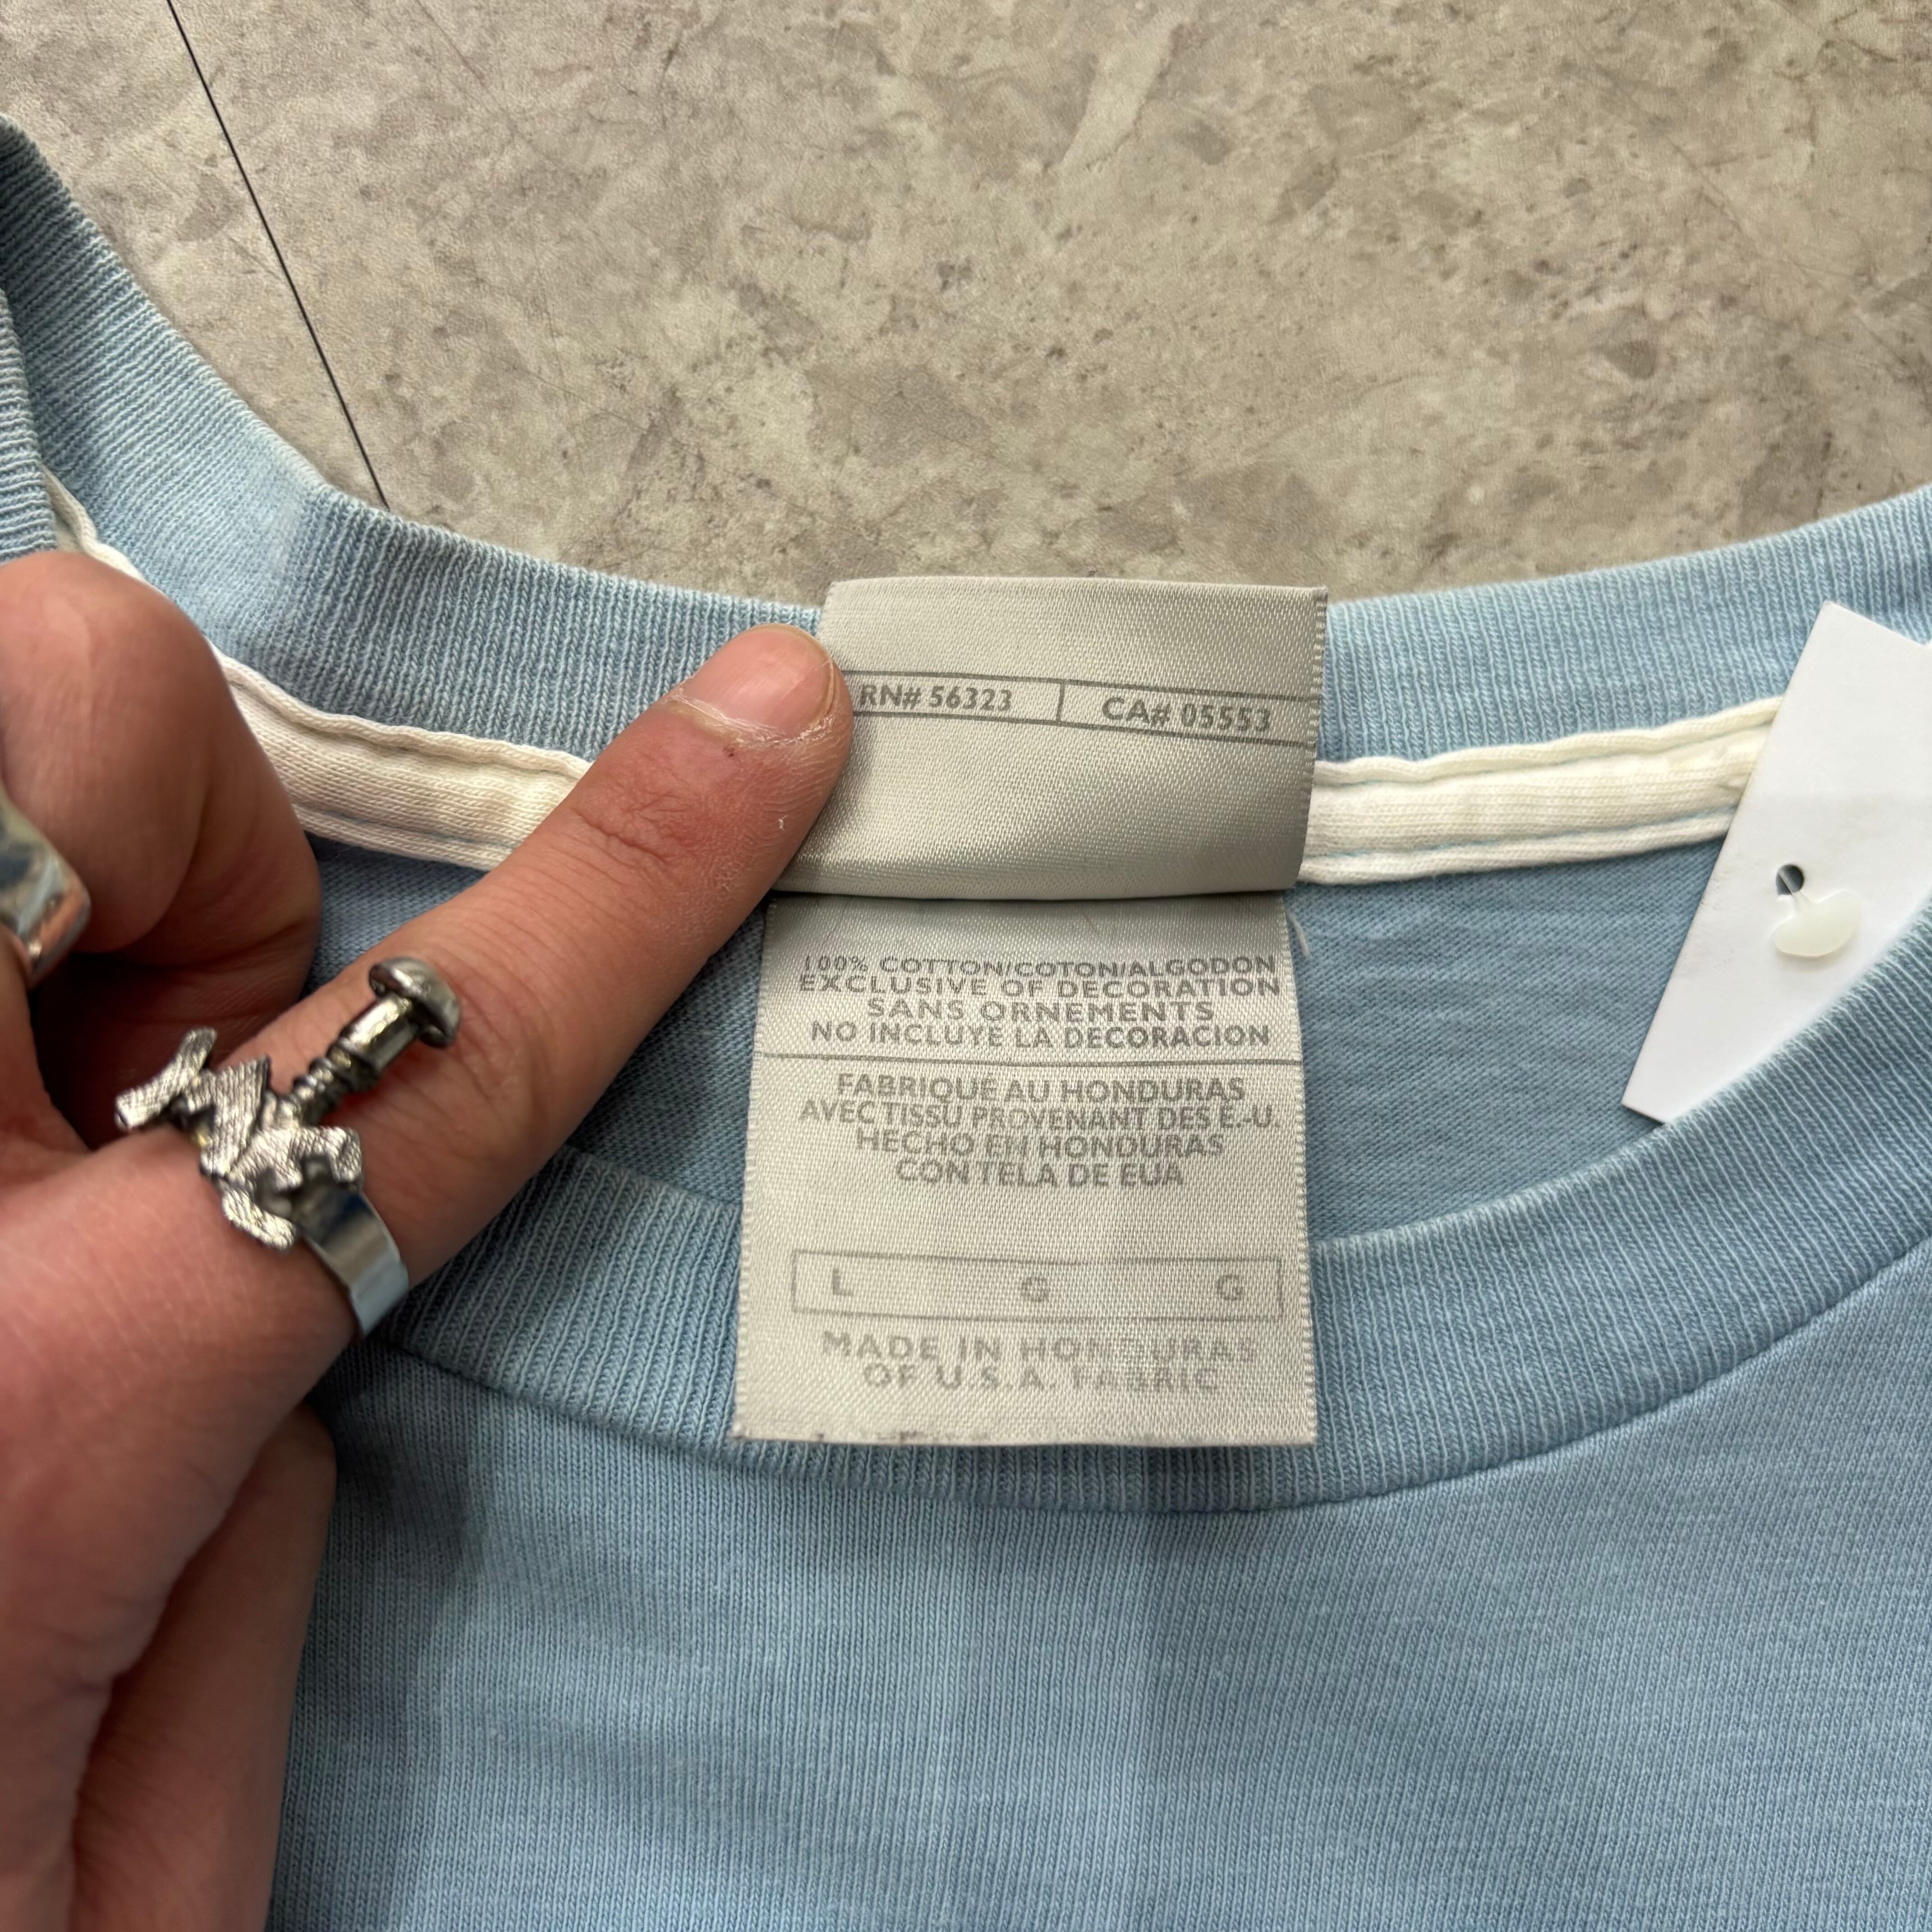 RN# 56323 CA# 05553
100% COTTON/COTON/ALGODON
EXCLUSIVE OF DECORATION
SANS ORNEMENTS
NO INCLUYE LA DECORACION
FABRIQUÉ AU HONDURAS
AVEC TISSU PROVENANT DES É.-U.
HECHO EN HONDURAS
CON TELA DE EUA
L G G
MADE IN HONDURAS
OF U.S.A. FABRIC